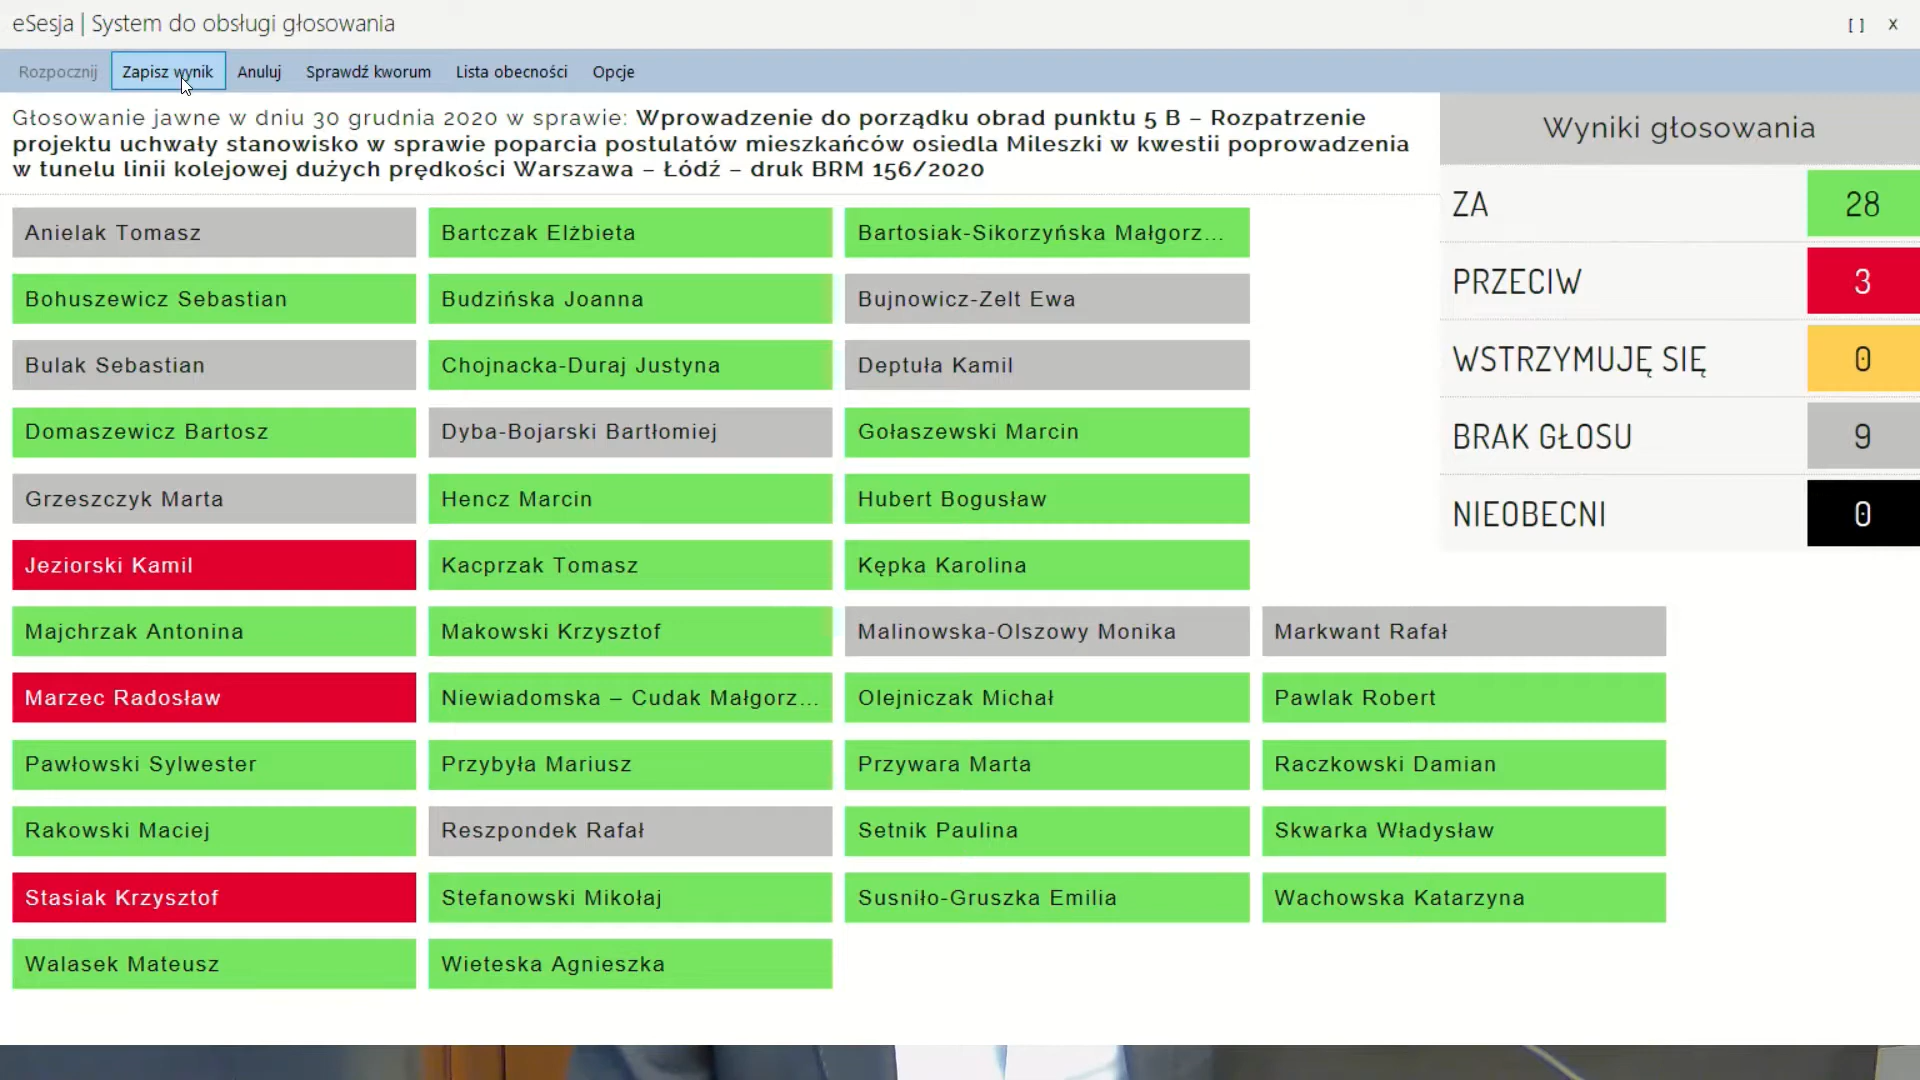 eSesja | System do obsługi głosowania
[ ] X
Rozpocznij Zapisz wynik Anuluj Sprawdź kworum Lista obecności Opcje
Głosowanie jawne w dniu 30 grudnia 2020 w sprawie: Wprowadzenie do porządku obrad punktu 5 B – Rozpatrzenie
projektu uchwały stanowisko w sprawie poparcia postulatów mieszkańców osiedla Mileszki w kwestii poprowadzenia
w tunelu linii kolejowej dużych prędkości Warszawa – Łódź – druk BRM 156/2020
Wyniki głosowania
ZA 28
PRZECIW 3
WSTRZYMUJĘ SIĘ 0
BRAK GŁOSU 9
NIEOBECNI 0
Anielak Tomasz Bartczak Elżbieta Bartosiak-Sikorzyńska Małgorz...
Bohuszewicz Sebastian Budzińska Joanna Bujnowicz-Zelt Ewa
Bulak Sebastian Chojnacka-Duraj Justyna Deptuła Kamil
Domaszewicz Bartosz Dyba-Bojarski Bartłomiej Gołaszewski Marcin
Grzeszczyk Marta Hencz Marcin Hubert Bogusław
Jeziorski Kamil Kacprzak Tomasz Kępka Karolina
Majchrzak Antonina Makowski Krzysztof Malinowska-Olszowy Monika Markwant Rafał
Marzec Radosław Niewiadomska – Cudak Małgorz... Olejniczak Michał Pawlak Robert
Pawłowski Sylwester Przybyła Mariusz Przywara Marta Raczkowski Damian
Rakowski Maciej Reszpondek Rafał Setnik Paulina Skwarka Władysław
Stasiak Krzysztof Stefanowski Mikołaj Susniło-Gruszka Emilia Wachowska Katarzyna
Walasek Mateusz Wieteska Agnieszka